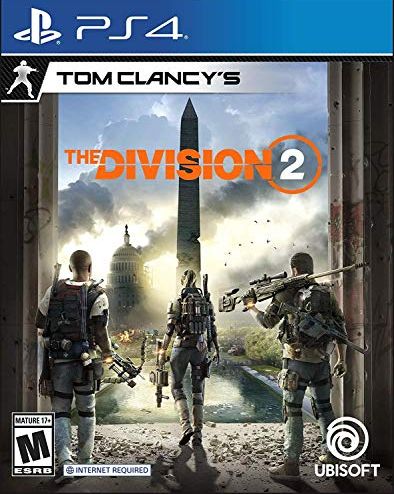 PS4
TOM CLANCY'S
THE DIVISION 2
MATURE 17+
M
ESRB
INTERNET REQUIRED
UBISOFT